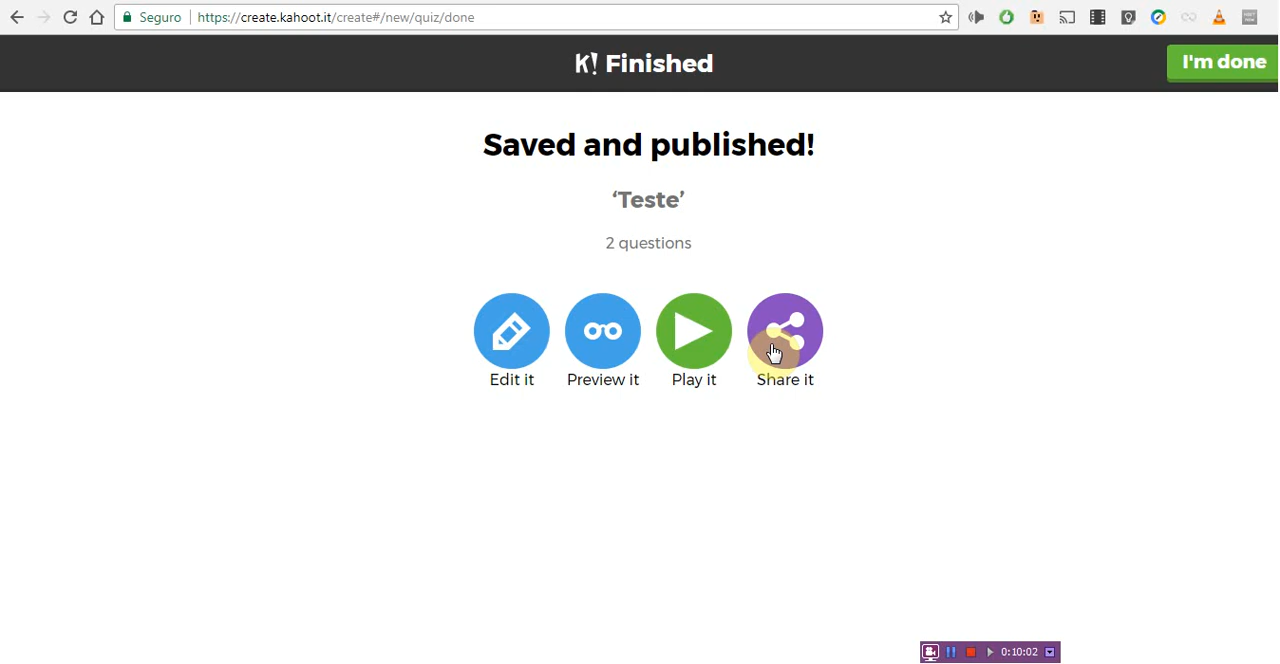 Seguro https://create.kahoot.it/create#/new/quiz/done
K! Finished
I'm done
Saved and published!
‘Teste’
2 questions
Edit it Preview it Play it Share it
0:10:02